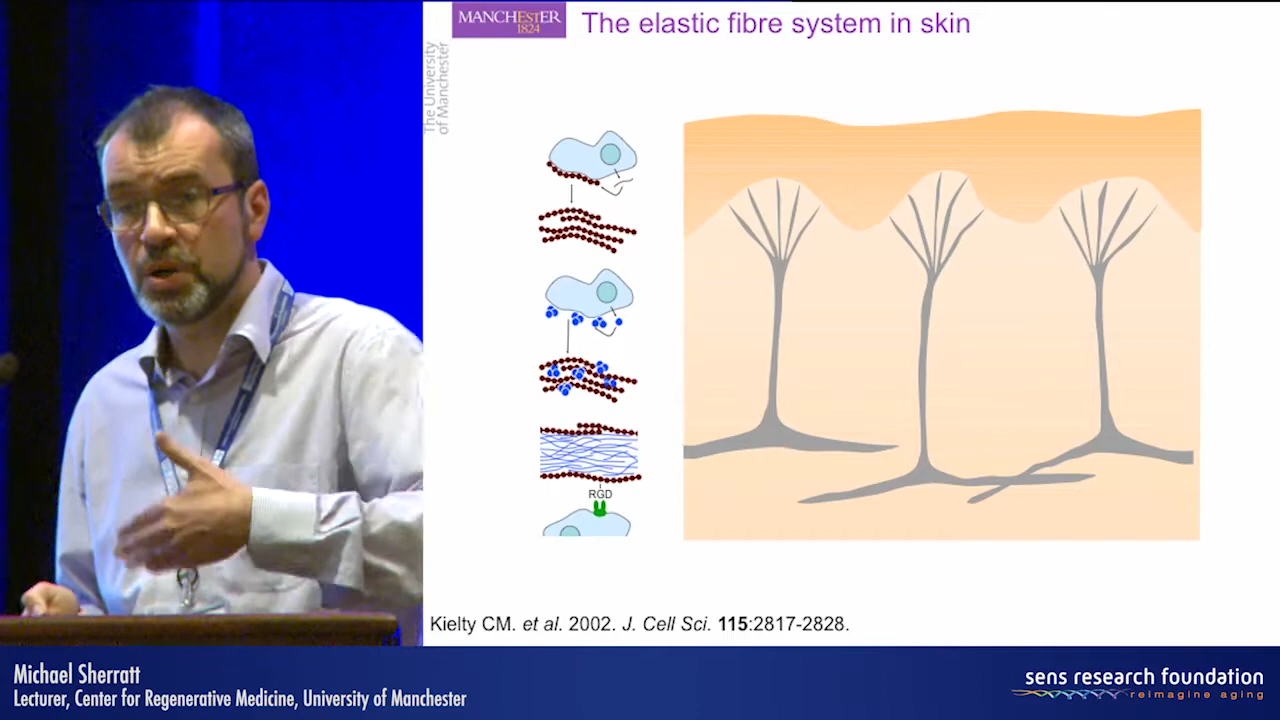 MANCHESTER
1824
The University
of Manchester
The elastic fibre system in skin
RGD
Kielty CM. et al. 2002. J. Cell Sci. 115:2817-2828.
Michael Sherratt
Lecturer, Center for Regenerative Medicine, University of Manchester
sens research foundation
reimagine aging